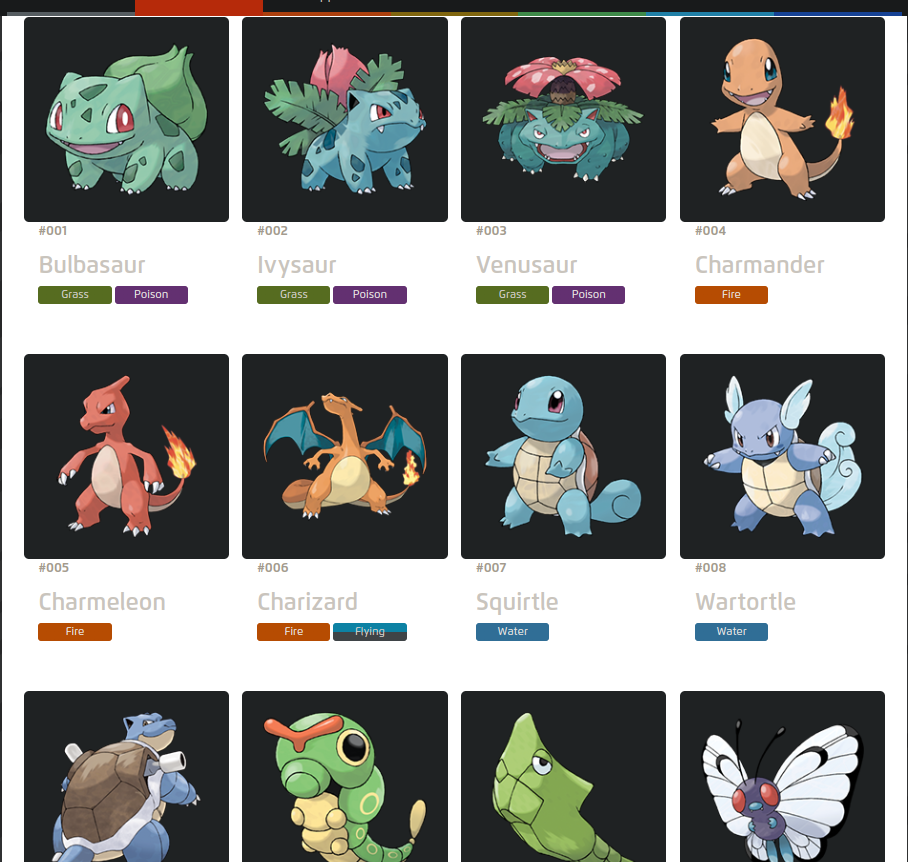 #001
#002
#003
#004
Bulbasaur
Ivysaur
Venusaur
Charmander
Grass Poison
Grass Poison
Grass Poison
Fire
#005
#006
#007
#008
Charmeleon
Charizard
Squirtle
Wartortle
Fire
Fire Flying
Water
Water